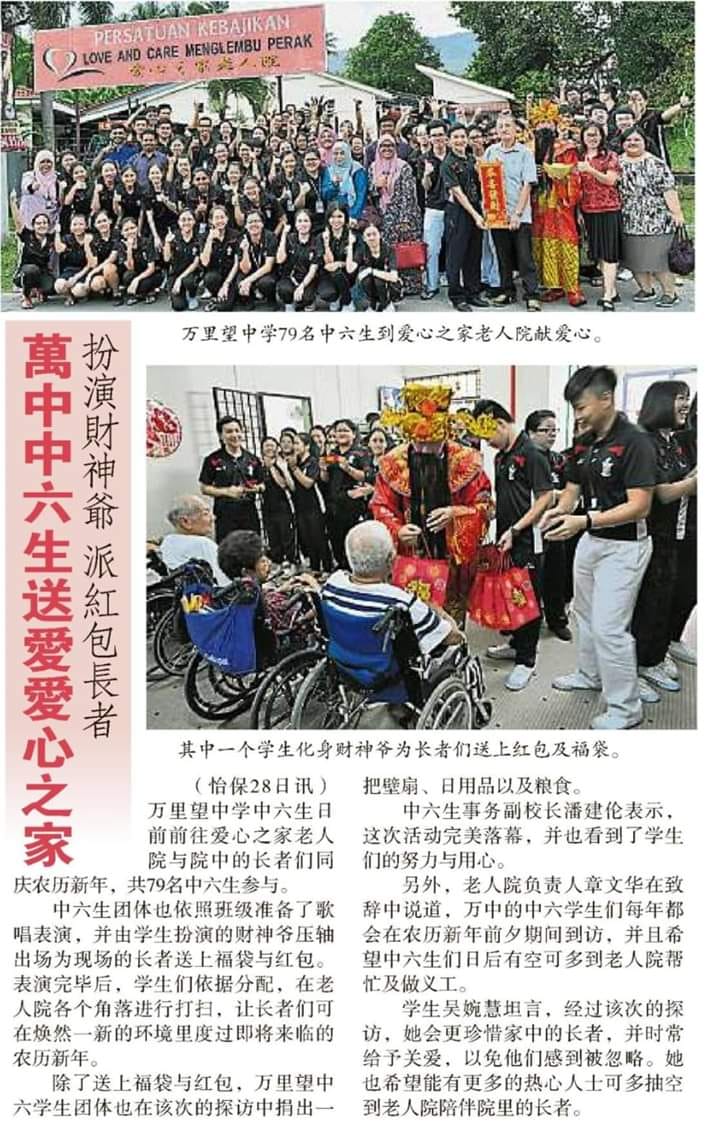 PERSATUAN KEBAJIKAN
LOVE AND CARE MENGLEMBU PERAK
爱心之家老人院
恭喜發財
万里望中学79名中六生到爱心之家老人院献爱心。
扮演財神爺 派紅包長者
萬中中六生送愛愛心之家
其中一个学生化身财神爷为长者们送上红包及福袋。
（怡保28日讯）
万里望中学中六生日
前前往爱心之家老人
院与院中的长者们同
庆农历新年，共79名中六生参与。
中六生团体也依照班级准备了歌
唱表演，并由学生扮演的财神爷压轴
出场为现场的长者送上福袋与红包。
表演完毕后，学生们依据分配，在老
人院各个角落进行打扫，让长者们可
在焕然一新的环境里度过即将来临的
农历新年。
除了送上福袋与红包，万里望中
六学生团体也在该次的探访中捐出一
把壁扇、日用品以及粮食。
中六生事务副校长潘建伦表示，
这次活动完美落幕，并也看到了学生
们的努力与用心。
另外，老人院负责人章文华在致
辞中说道，万中的中六学生们每年都
会在农历新年前夕期间到访，并且希
望中六生们日后有空可多到老人院帮
忙及做义工。
学生吴婉慧坦言，经过该次的探
访，她会更珍惜家中的长者，并时常
给予关爱，以免他们感到被忽略。她
也希望能有更多的热心人士可多抽空
到老人院陪伴院里的长者。